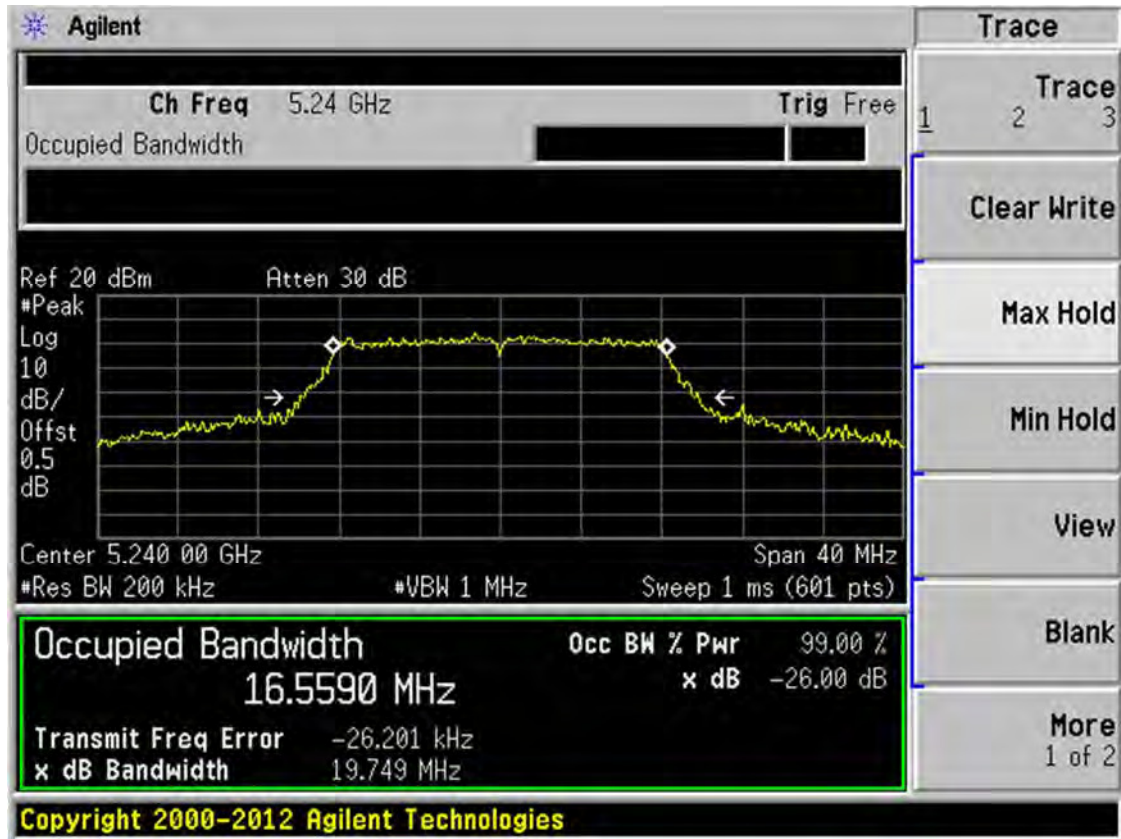 Agilent
Trace
Ch Freq 5.24 GHz Trig Free
Occupied Bandwidth
Trace
1 2 3
Clear Write
Max Hold
Min Hold
View
Blank
More
1 of 2
Ref 20 dBm Atten 30 dB
#Peak
Log
10
dB/
Offst
0.5
dB
Center 5.240 00 GHz Span 40 MHz
#Res BW 200 kHz #VBW 1 MHz Sweep 1 ms (601 pts)
Occupied Bandwidth
16.5590 MHz
Occ BW % Pwr 99.00 %
x dB -26.00 dB
Transmit Freq Error -26.201 kHz
x dB Bandwidth 19.749 MHz
Copyright 2000-2012 Agilent Technologies